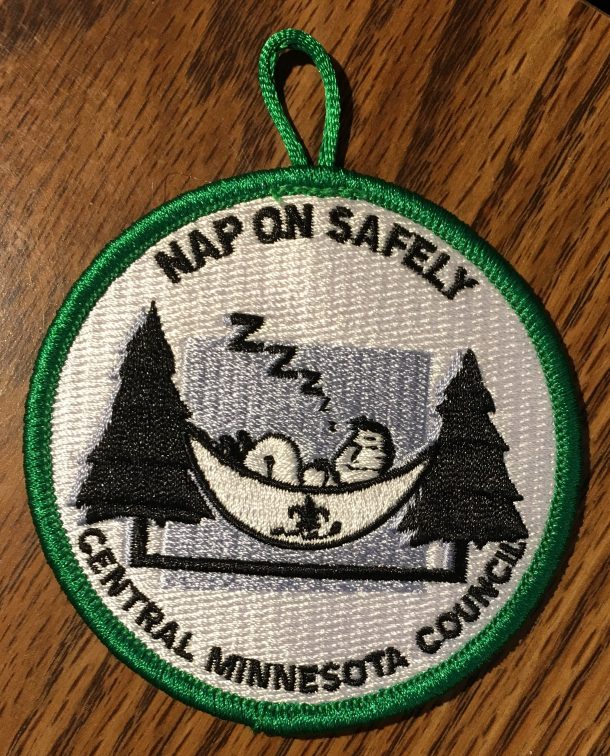 NAP ON SAFELY
Z Z Z Z Z
CENTRAL MINNESOTA COUNCIL